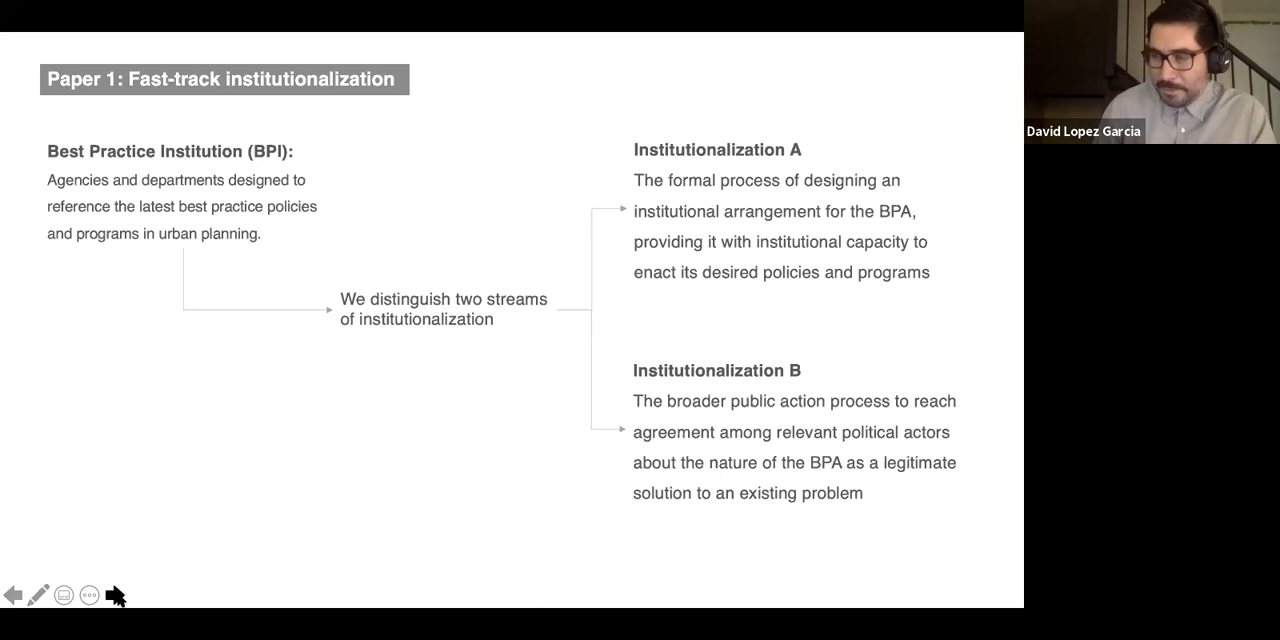 Paper 1: Fast-track institutionalization
Best Practice Institution (BPI):
Agencies and departments designed to
reference the latest best practice policies
and programs in urban planning.
We distinguish two streams
of institutionalization
Institutionalization A
The formal process of designing an
institutional arrangement for the BPA,
providing it with institutional capacity to
enact its desired policies and programs
Institutionalization B
The broader public action process to reach
agreement among relevant political actors
about the nature of the BPA as a legitimate
solution to an existing problem
David Lopez Garcia